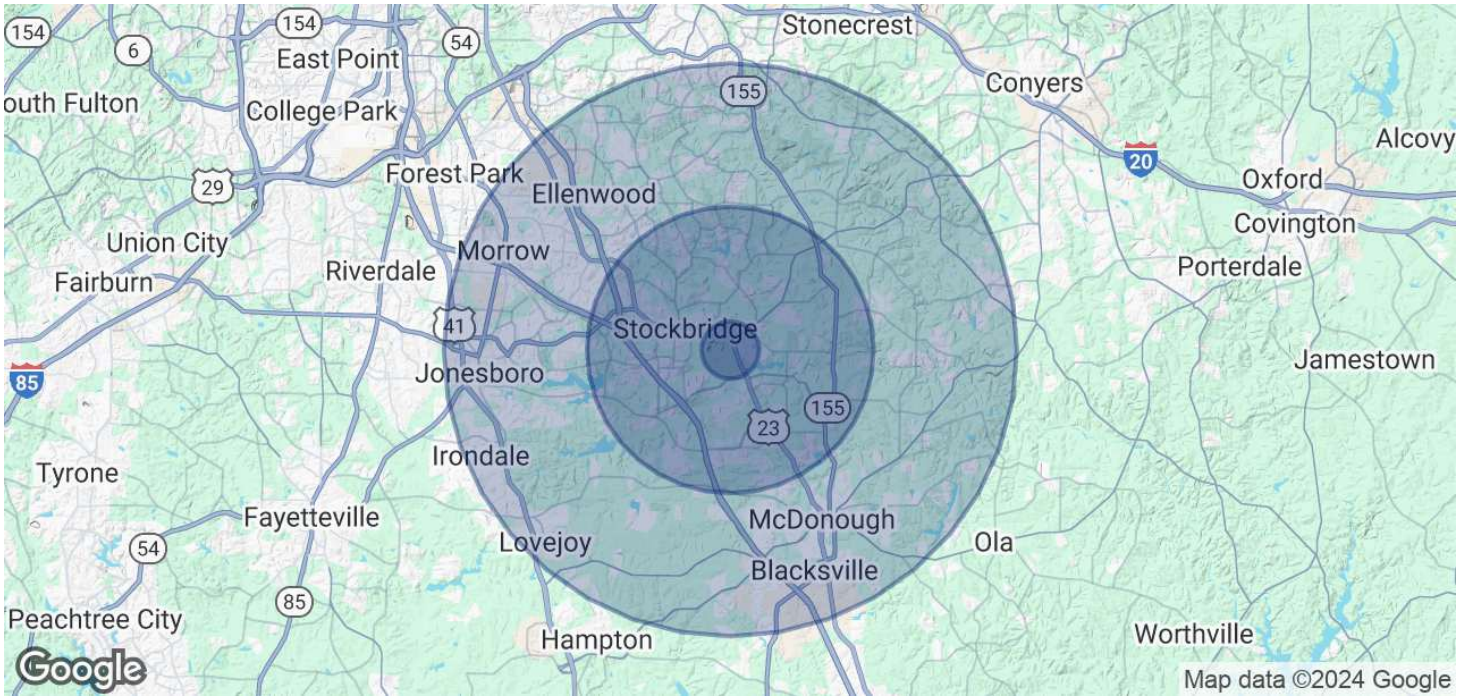 154
154
6
54
East Point
Stonecrest
Conyers
outh Fulton
College Park
155
Alcovy
20
Forest Park
29
Ellenwood
Oxford
Covington
Union City
Morrow
Riverdale
Porterdale
Fairburn
41
Stockbridge
Jamestown
85
Jonesboro
155
23
Irondale
Tyrone
Fayetteville
McDonough
Ola
54
Lovejoy
Blacksville
85
Peachtree City
Hampton
Worthville
Google
Map data ©2024 Google